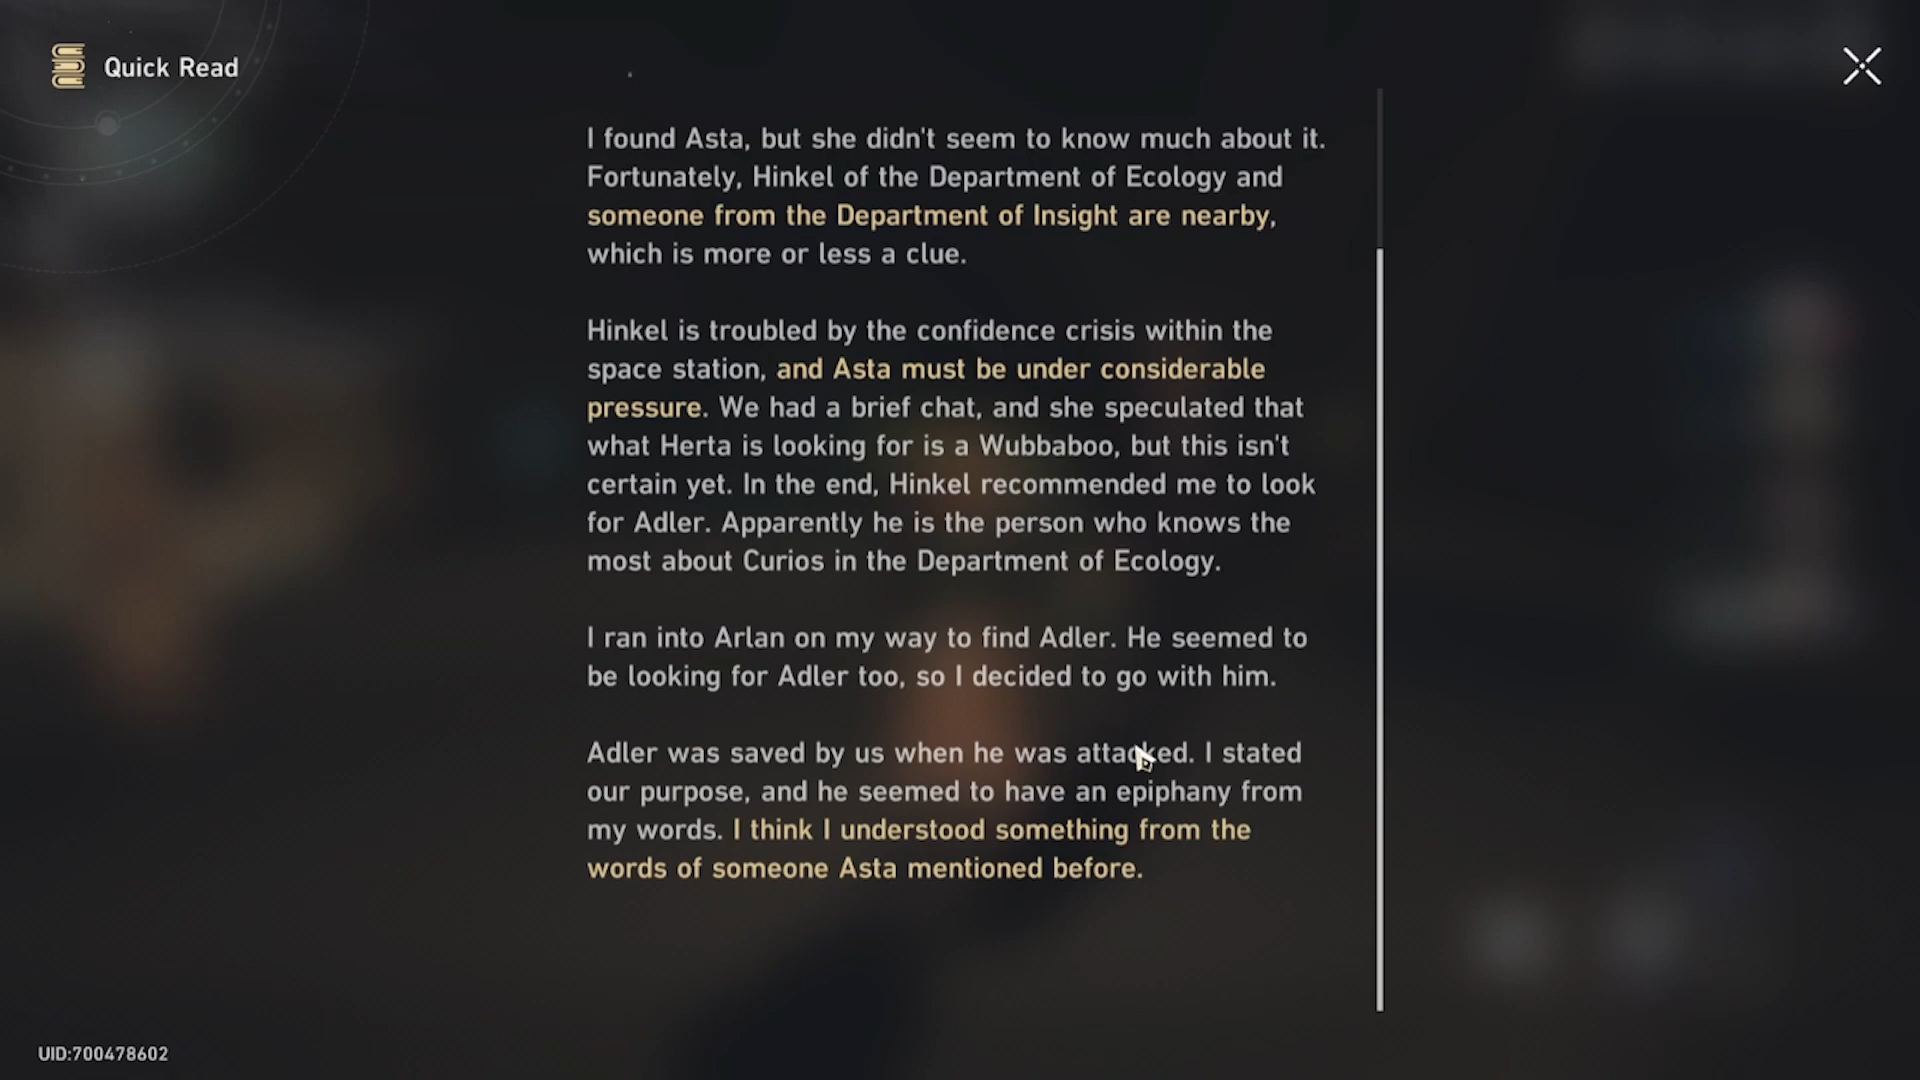 Quick Read
I found Asta, but she didn't seem to know much about it.
Fortunately, Hinkel of the Department of Ecology and
someone from the Department of Insight are nearby,
which is more or less a clue.
Hinkel is troubled by the confidence crisis within the
space station, and Asta must be under considerable
pressure. We had a brief chat, and she speculated that
what Herta is looking for is a Wubbaboo, but this isn't
certain yet. In the end, Hinkel recommended me to look
for Adler. Apparently he is the person who knows the
most about Curios in the Department of Ecology.
I ran into Arlan on my way to find Adler. He seemed to
be looking for Adler too, so I decided to go with him.
Adler was saved by us when he was attacked. I stated
our purpose, and he seemed to have an epiphany from
my words. I think I understood something from the
words of someone Asta mentioned before.
UID:700478602